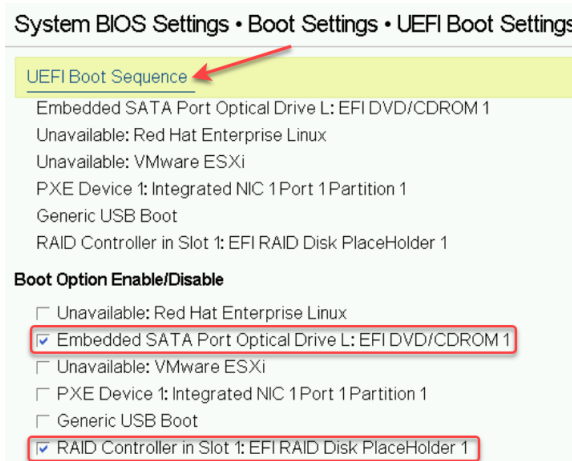 System BIOS Settings • Boot Settings • UEFI Boot Settings
UEFI Boot Sequence
Embedded SATA Port Optical Drive L: EFI DVD/CDROM 1
Unavailable: Red Hat Enterprise Linux
Unavailable: VMware ESXi
PXE Device 1: Integrated NIC 1 Port 1 Partition 1
Generic USB Boot
RAID Controller in Slot 1: EFI RAID Disk PlaceHolder 1
Boot Option Enable/Disable
Unavailable: Red Hat Enterprise Linux
Embedded SATA Port Optical Drive L: EFI DVD/CDROM 1
Unavailable: VMware ESXi
PXE Device 1: Integrated NIC 1 Port 1 Partition 1
Generic USB Boot
RAID Controller in Slot 1: EFI RAID Disk PlaceHolder 1